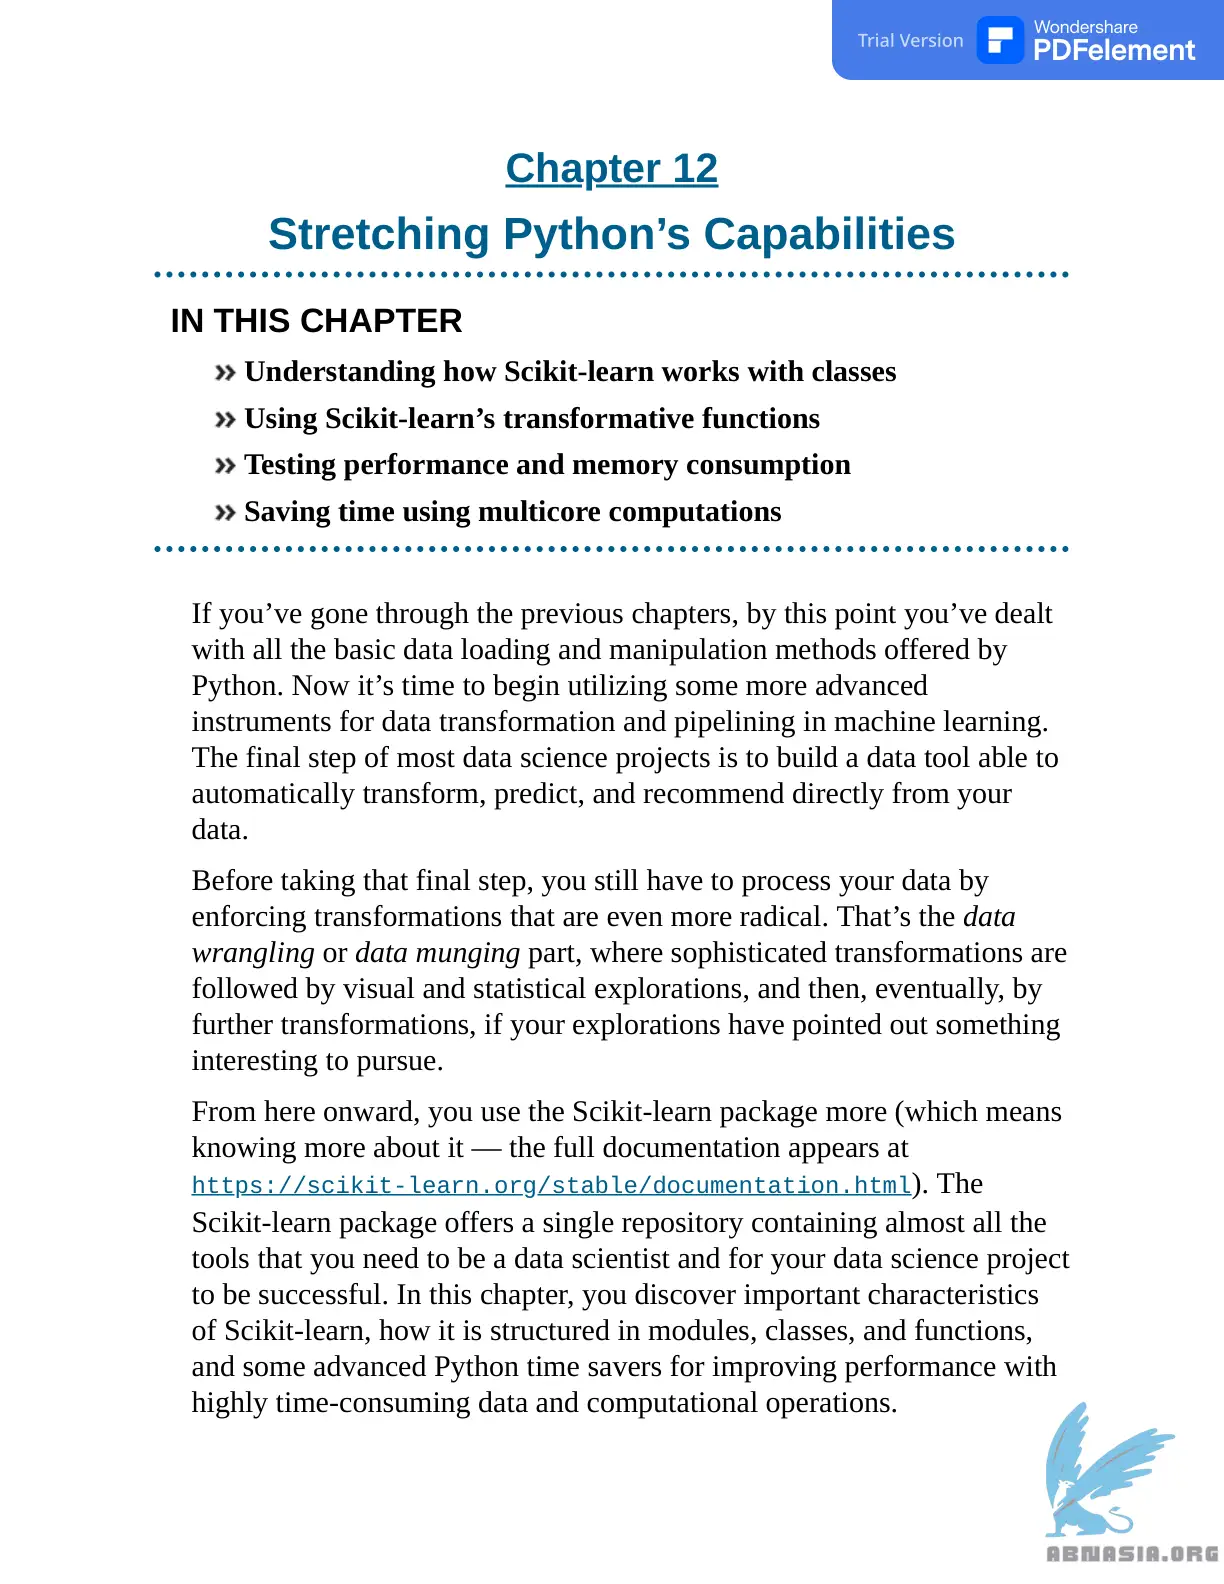 Trial Version
Wondershare
PDFelement
Chapter 12
Stretching Python’s Capabilities
IN THIS CHAPTER
» Understanding how Scikit-learn works with classes
» Using Scikit-learn’s transformative functions
» Testing performance and memory consumption
» Saving time using multicore computations
If you’ve gone through the previous chapters, by this point you’ve dealt
with all the basic data loading and manipulation methods offered by
Python. Now it’s time to begin utilizing some more advanced
instruments for data transformation and pipelining in machine learning.
The final step of most data science projects is to build a data tool able to
automatically transform, predict, and recommend directly from your
data.
Before taking that final step, you still have to process your data by
enforcing transformations that are even more radical. That’s the data
wrangling or data munging part, where sophisticated transformations are
followed by visual and statistical explorations, and then, eventually, by
further transformations, if your explorations have pointed out something
interesting to pursue.
From here onward, you use the Scikit-learn package more (which means
knowing more about it — the full documentation appears at
https://scikit-learn.org/stable/documentation.html). The
Scikit-learn package offers a single repository containing almost all the
tools that you need to be a data scientist and for your data science project
to be successful. In this chapter, you discover important characteristics
of Scikit-learn, how it is structured in modules, classes, and functions,
and some advanced Python time savers for improving performance with
highly time-consuming data and computational operations.
ABNASIA.ORG